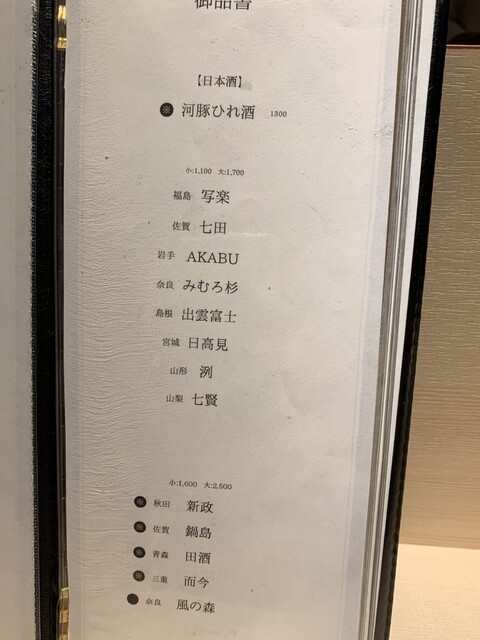 御品書
【日本酒】
※ 河豚ひれ酒 1300
小:1,100 大:1,700
福島 写楽
佐賀 七田
岩手 AKABU
奈良 みむろ杉
島根 出雲富士
宮城 日高見
山形 洌
山梨 七賢
小:1,600 大:2,500
※ 秋田 新政
※ 佐賀 鍋島
※ 青森 田酒
※ 三重 而今
● 奈良 風の森